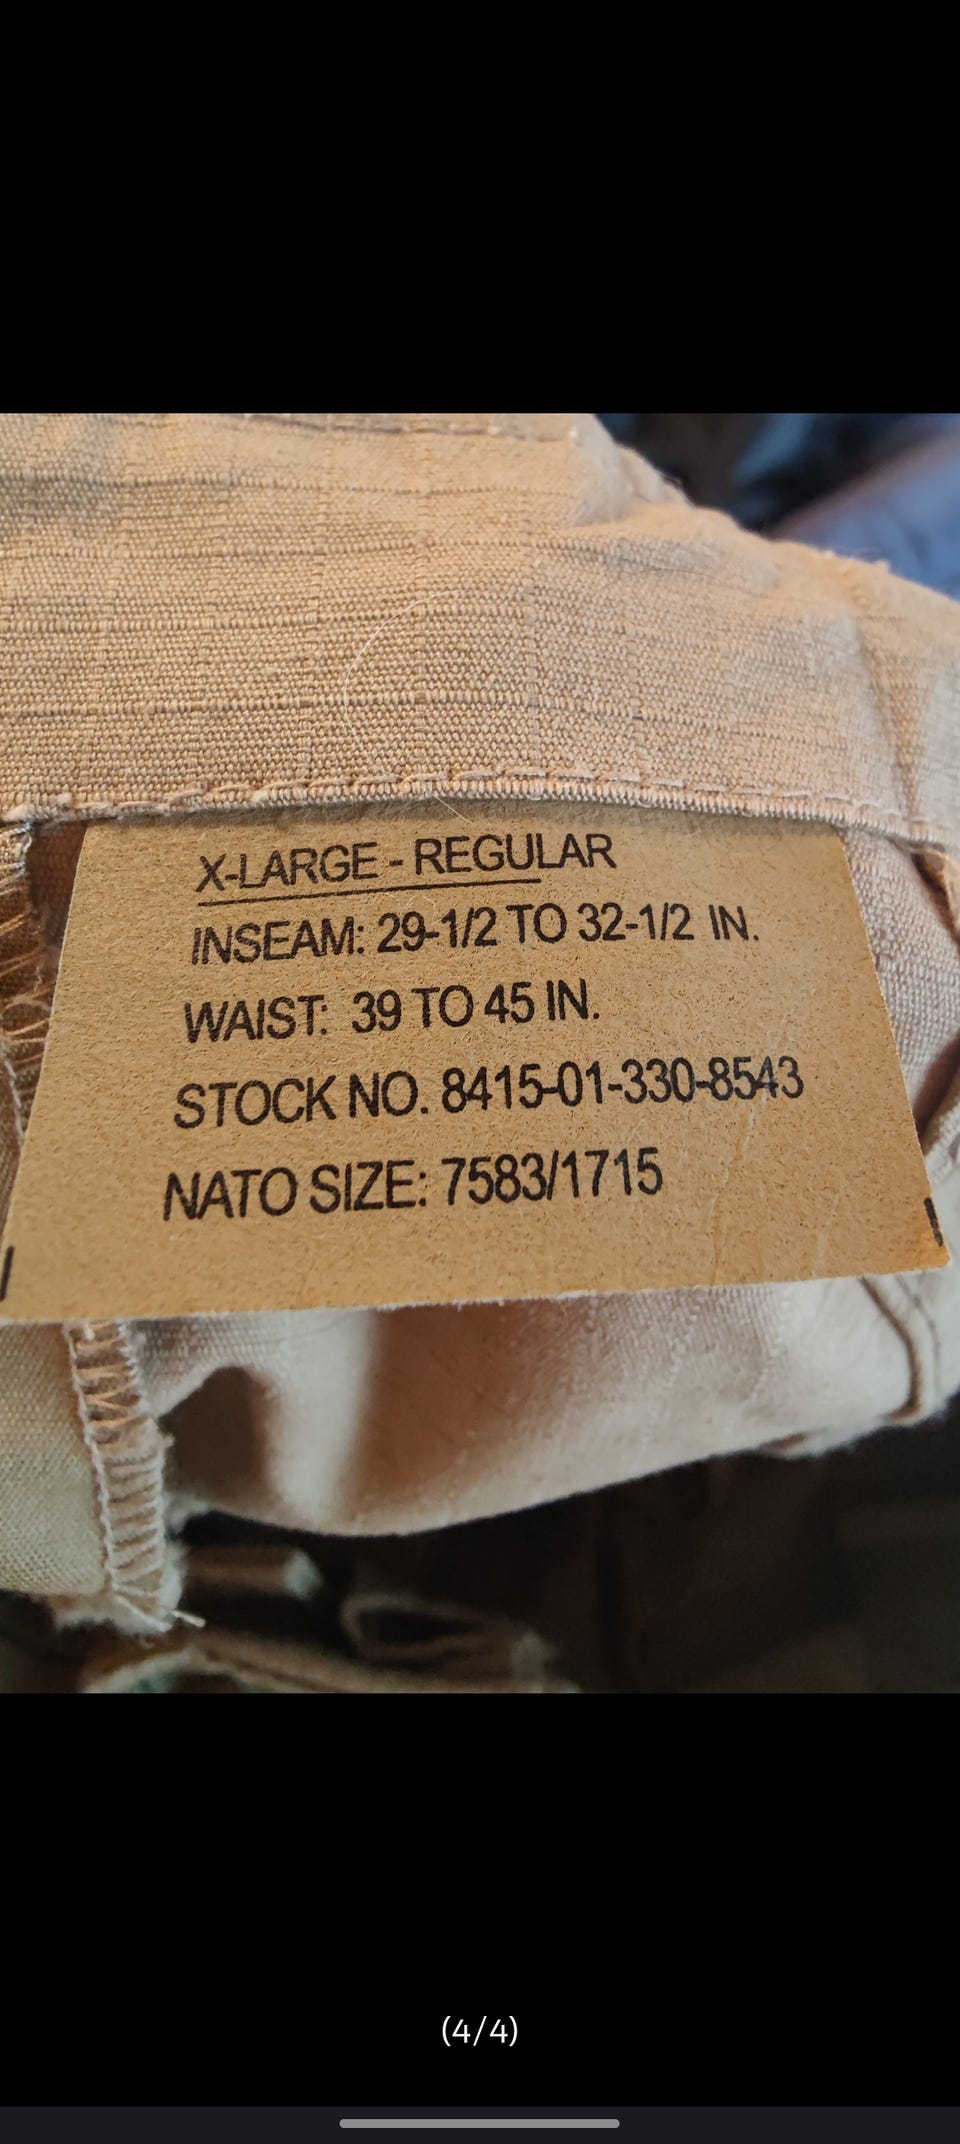 X-LARGE - REGULAR
INSEAM: 29-1/2 TO 32-1/2 IN.
WAIST: 39 TO 45 IN.
STOCK NO. 8415-01-330-8543
NATO SIZE: 7583/1715
(4/4)